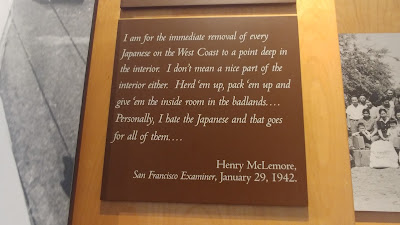 I am for the immediate removal of every
Japanese on the West Coast to a point deep in
the interior. I don't mean a nice part of the
interior either. Herd 'em up, pack 'em up and
give 'em the inside room in the badlands....
Personally, I hate the Japanese and that goes
for all of them....
Henry McLemore,
San Francisco Examiner, January 29, 1942.